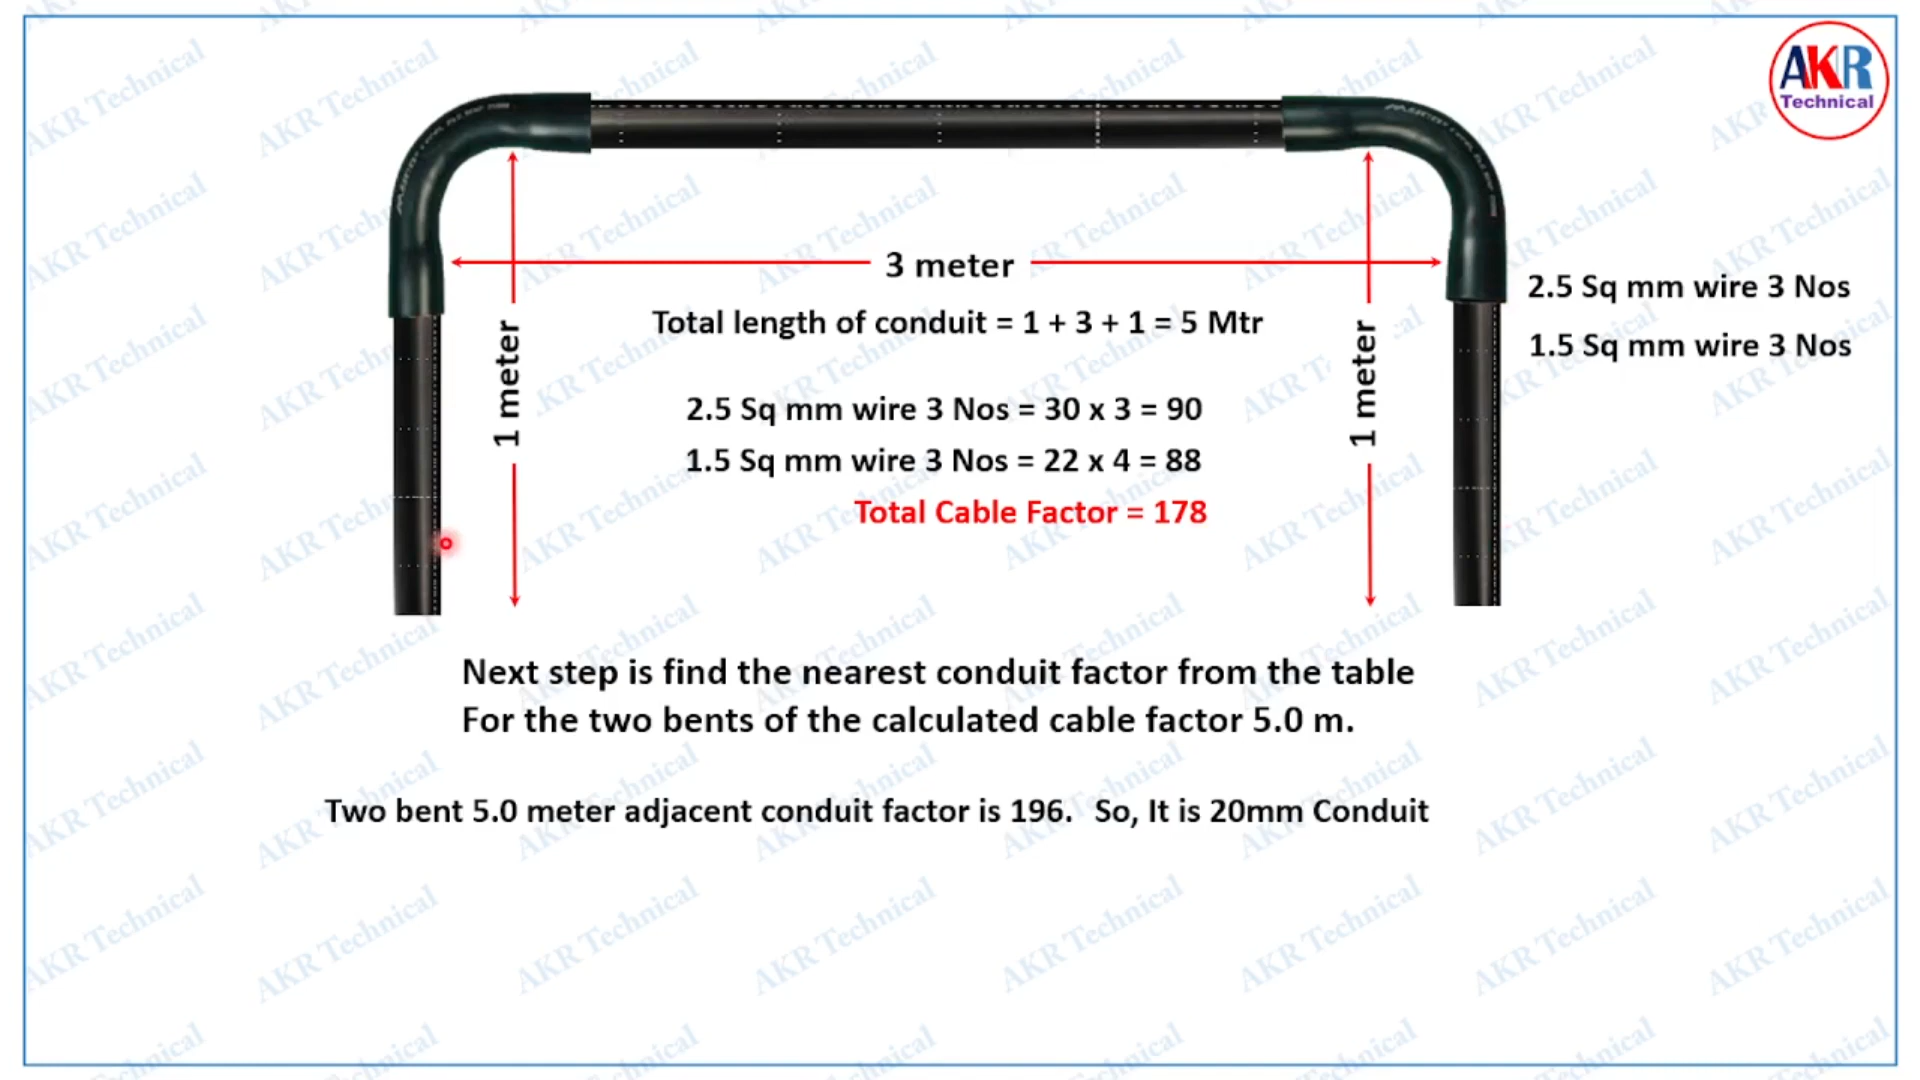 AKR
Technical
3 meter
2.5 Sq mm wire 3 Nos
Total length of conduit = 1 + 3 + 1 = 5 Mtr
1.5 Sq mm wire 3 Nos
1 meter
1 meter
2.5 Sq mm wire 3 Nos = 30 x 3 = 90
1.5 Sq mm wire 3 Nos = 22 x 4 = 88
Total Cable Factor = 178
Next step is find the nearest conduit factor from the table
For the two bents of the calculated cable factor 5.0 m.
Two bent 5.0 meter adjacent conduit factor is 196. So, It is 20mm Conduit